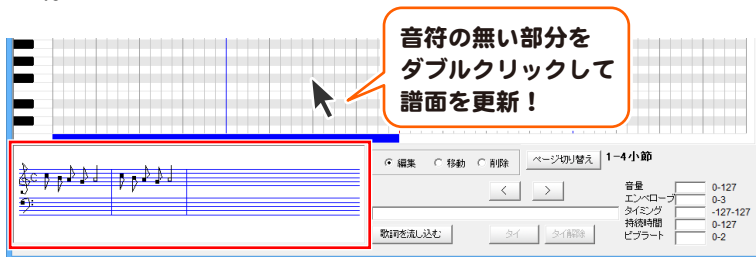 音符の無い部分を
ダブルクリックして
譜面を更新！
編集 移動 削除 ページ切り替え 1-4小節
< >
音量 0-127
エンベロープ 0-3
タイミング -127-127
持続時間 0-127
ビブラート 0-2
歌詞を流し込む タイ タイ解除